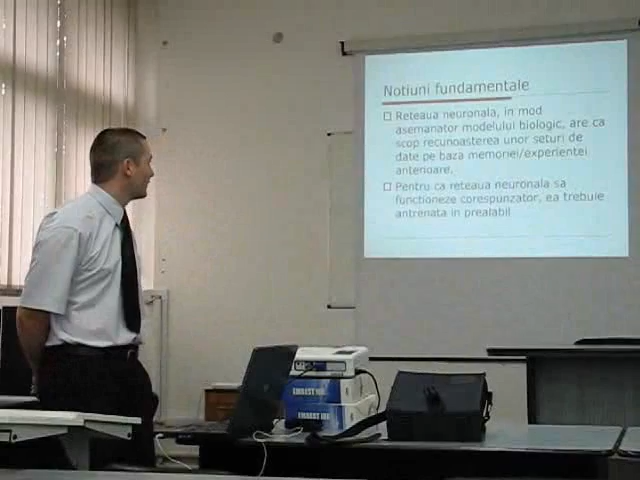 Notiuni fundamentale
Reteaua neuronala, in mod
asemanator modelului biologic, are ca
scop recunoasterea unor seturi de
date pe baza memoriei/experientei
anterioare.
Pentru ca reteaua neuronala sa
functioneze corespunzator, ea trebuie
antrenata in prealabil